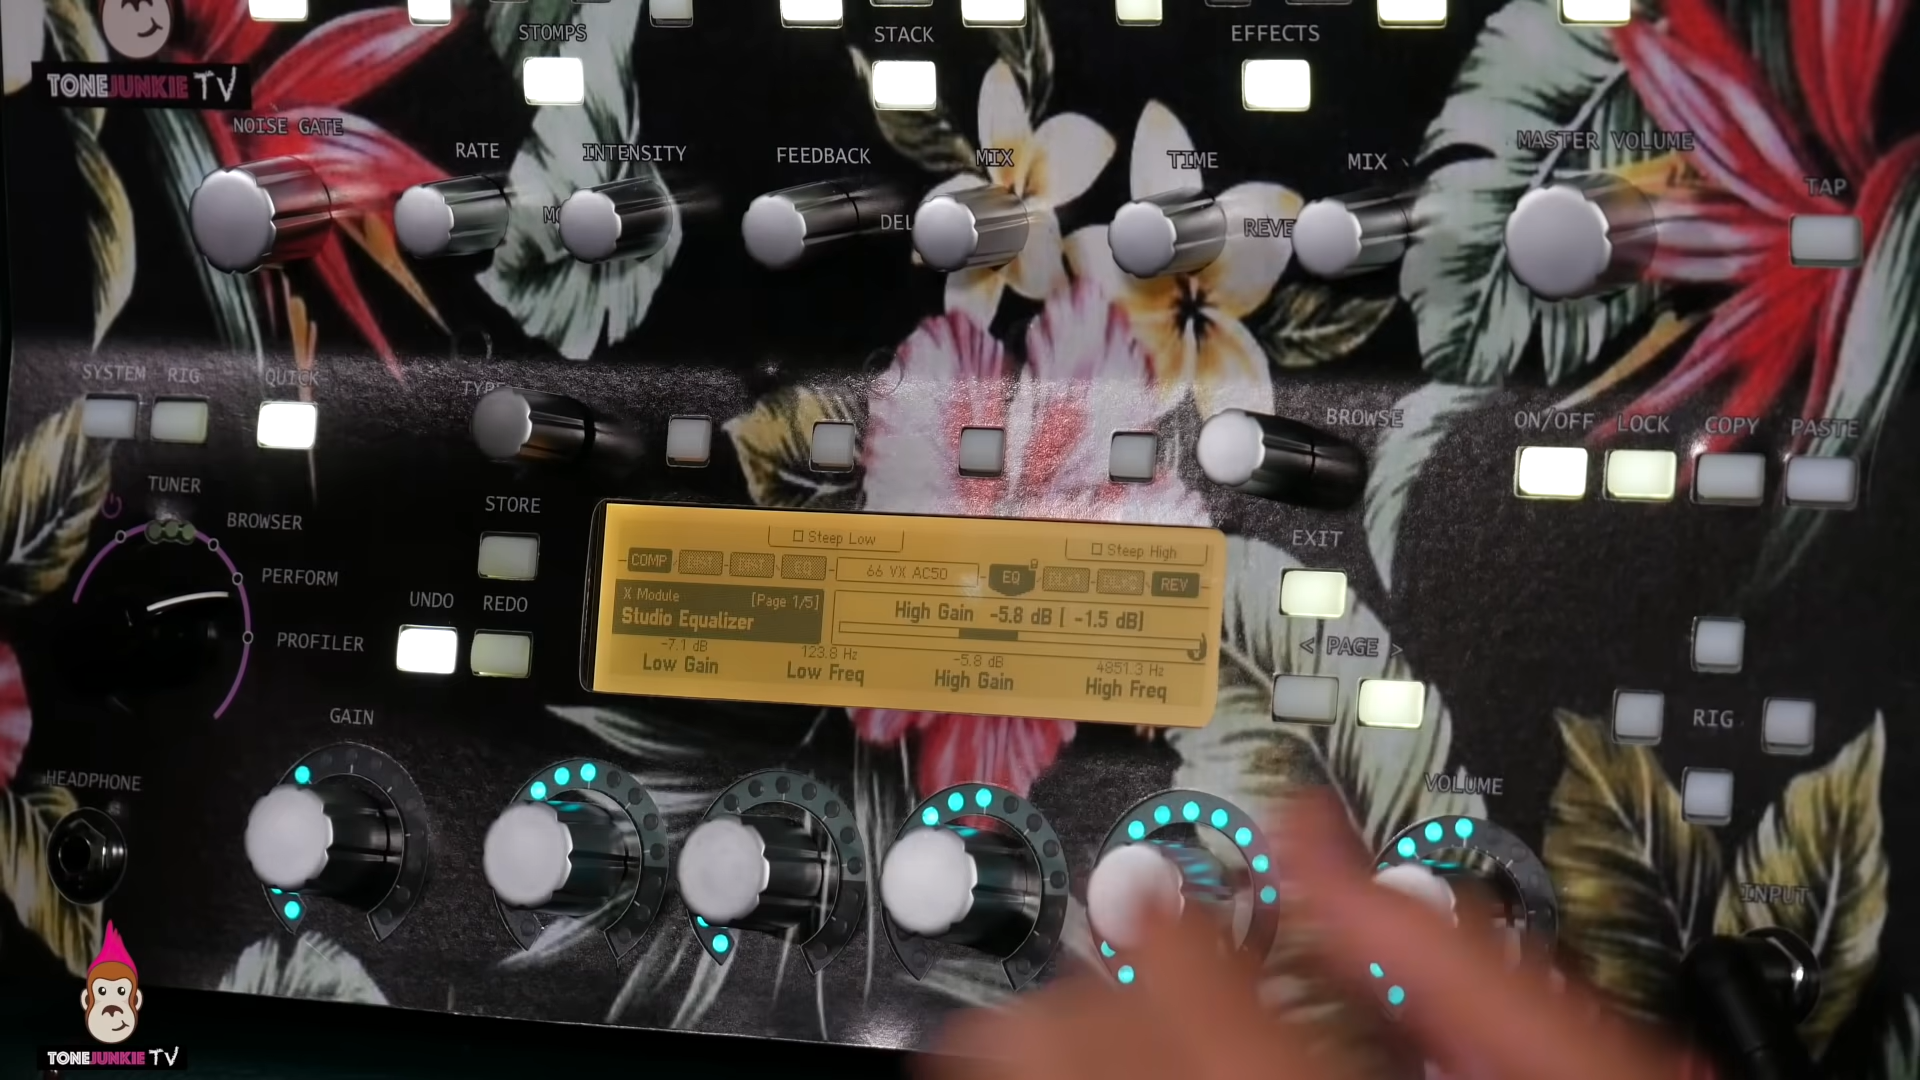 STOMPS
STACK
EFFECTS
TONEJUNKIE TV
NOISE GATE
RATE
INTENSITY
FEEDBACK
MIX
TIME
MIX
MASTER VOLUME
TAP
SYSTEM
RIG
QUICK
TYPE
BROWSE
ON/OFF
LOCK
COPY
PASTE
TUNER
BROWSER
STORE
EXIT
PERFORM
UNDO
REDO
PROFILER
Steep Low
Steep High
COMP
EQ
66 VX AC50
EQ
REV
X Module
[Page 1/5]
Studio Equalizer
High Gain -5.8 dB [ -1.5 dB]
-7.1 dB
123.8 Hz
-5.8 dB
4851.3 Hz
Low Gain
Low Freq
High Gain
High Freq
< PAGE >
RIG
GAIN
VOLUME
HEADPHONE
INPUT
TONEJUNKIE TV